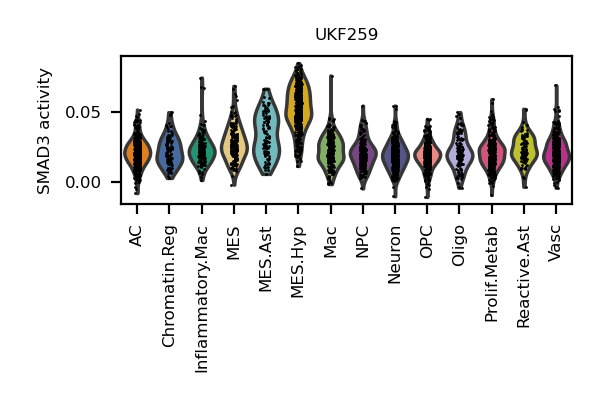 UKF259
SMAD3 activity
0.05
0.00
AC
Chromatin.Reg
Inflammatory.Mac
MES
MES.Ast
MES.Hyp
Mac
NPC
Neuron
OPC
Oligo
Prolif.Metab
Reactive.Ast
Vasc